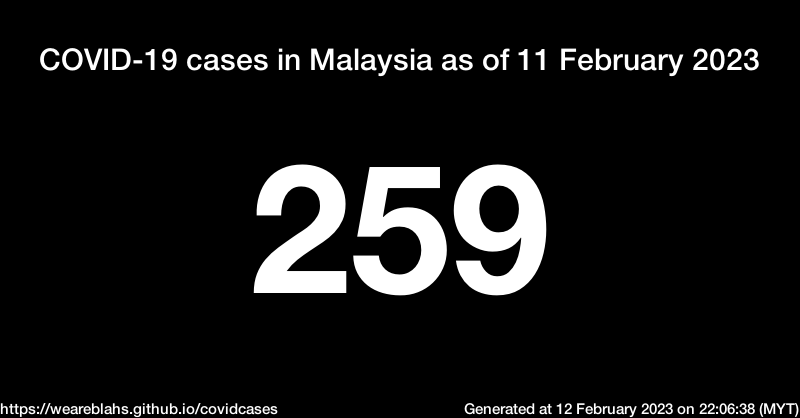 COVID-19 cases in Malaysia as of 11 February 2023
259
https://weareblahs.github.io/covidcases
Generated at 12 February 2023 on 22:06:38 (MYT)